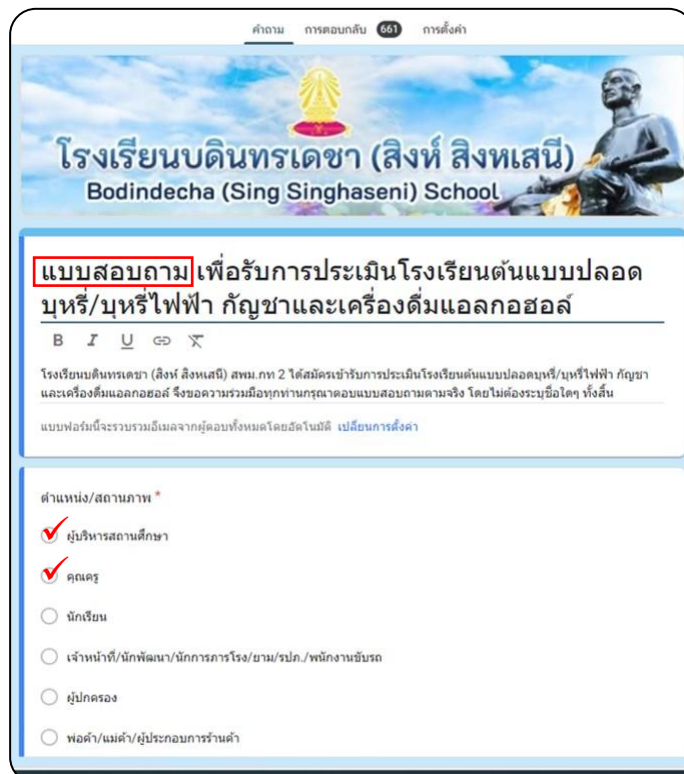 คำถาม การตอบกลับ 661 การตั้งค่า
โรงเรียนบดินทรเดชา (สิงห์ สิงหเสนี)
Bodindecha (Sing Singhaseni) School
แบบสอบถาม เพื่อรับการประเมินโรงเรียนต้นแบบปลอด
บุหรี่/บุหรี่ไฟฟ้า กัญชาและเครื่องดื่มแอลกอฮอล์
B I U
โรงเรียนบดินทรเดชา (สิงห์ สิงหเสนี) สพม.กท 2 ได้สมัครเข้ารับการประเมินโรงเรียนต้นแบบปลอดบุหรี่/บุหรี่ไฟฟ้า กัญชา
และเครื่องดื่มแอลกอฮอล์ จึงขอความร่วมมือทุกท่านกรุณาตอบแบบสอบถามตามจริง โดยไม่ต้องระบุชื่อใดๆ ทั้งสิ้น
แบบฟอร์มนี้จะรวบรวมอีเมลจากผู้ตอบทั้งหมดโดยอัตโนมัติ เปลี่ยนการตั้งค่า
ตำแหน่ง/สถานภาพ *
ผู้บริหารสถานศึกษา
คุณครู
นักเรียน
เจ้าหน้าที่/นักพัฒนา/นักการภารโรง/ยาม/รปภ./พนักงานขับรถ
ผู้ปกครอง
พ่อค้า/แม่ค้า/ผู้ประกอบการร้านค้า